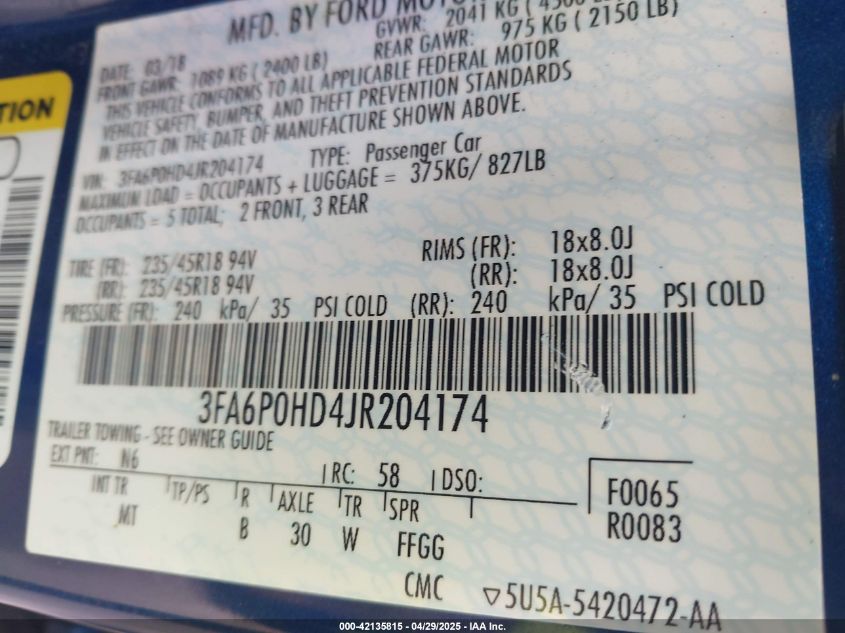 MFD. BY FORD MOTOR
GVWR: 2041 KG (4500
DATE: 03/18
FRONT GAWR: 1089 KG (2400 LB) REAR GAWR: 975 KG (2150 LB)
THIS VEHICLE CONFORMS TO ALL APPLICABLE FEDERAL MOTOR
VEHICLE SAFETY, BUMPER, AND THEFT PREVENTION STANDARDS
IN EFFECT ON THE DATE OF MANUFACTURE SHOWN ABOVE.
VIN: 3FA6P0HD4JR204174 TYPE: Passenger Car
MAXIMUM LOAD = OCCUPANTS + LUGGAGE = 375KG/ 827LB
OCCUPANTS = 5 TOTAL; 2 FRONT, 3 REAR
TIRE (FR): 235/45R18 94V RIMS (FR): 18x8.0J
(RR): 235/45R18 94V (RR): 18x8.0J
PRESSURE (FR): 240 kPa/ 35 PSI COLD (RR): 240 kPa/ 35 PSI COLD
3FA6P0HD4JR204174
TRAILER TOWING - SEE OWNER GUIDE
EXT PNT: N6 RC: 58 DSO:
INT TR TP/PS R AXLE TR SPR
MT B 30 W FFGG
F0065
R0083
CMC ▽5U5A-5420472-AA
TION
000-42135815 - 04/29/2025 - IAA Inc.